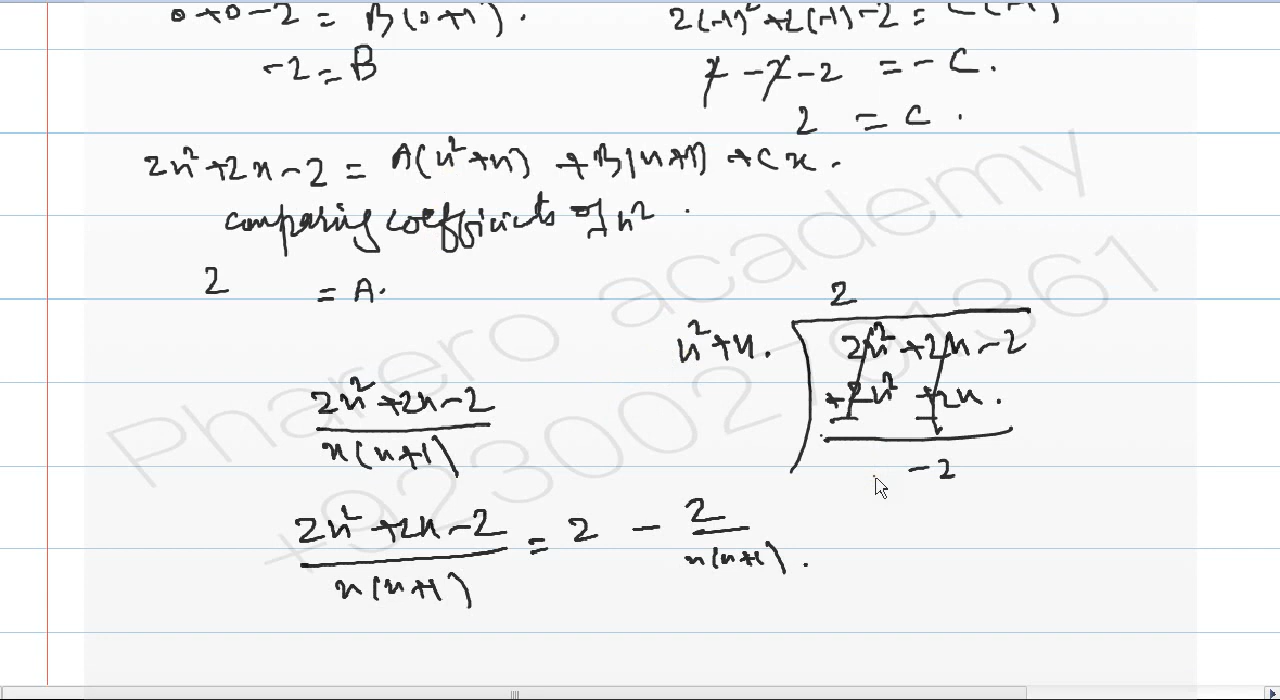 0+0-2 = B(0+1).
2(-1)²+2(-1)-2 = C(-1)
-2 = B
2 -2 -2 = -C.
2 = C.
2x²+2x-2 = A(x²+x) + B(x+1) + Cx.
comparing coefficients of x².
2 = A.
2
x²+x. 2x²+2x-2
+2x² +2x.
- -
-2
2x²+2x-2
x(x+1)
2x²+2x-2 = 2 - 2
x(x+1) x(x+1).
Pharero academy
+923002781361